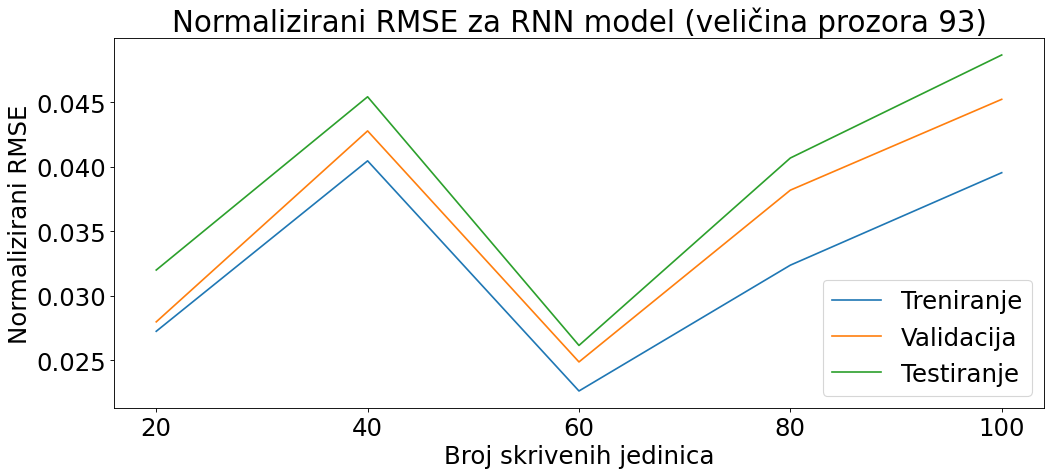 Normalizirani RMSE za RNN model (veličina prozora 93)
Normalizirani RMSE
0.045
0.040
0.035
0.030
0.025
20 40 60 80 100
Broj skrivenih jedinica
Treniranje
Validacija
Testiranje